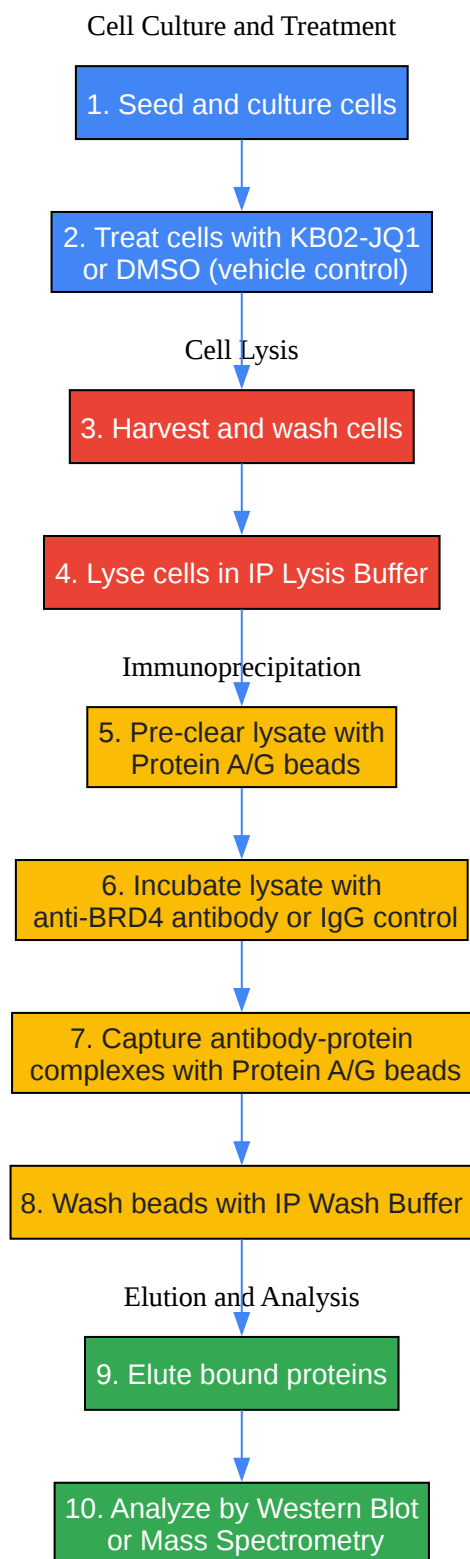 Cell Culture and Treatment
1. Seed and culture cells
2. Treat cells with KB02-JQ1
or DMSO (vehicle control)
Cell Lysis
3. Harvest and wash cells
4. Lyse cells in IP Lysis Buffer
Immunoprecipitation
5. Pre-clear lysate with
Protein A/G beads
6. Incubate lysate with
anti-BRD4 antibody or IgG control
7. Capture antibody-protein
complexes with Protein A/G beads
8. Wash beads with IP Wash Buffer
Elution and Analysis
9. Elute bound proteins
10. Analyze by Western Blot
or Mass Spectrometry